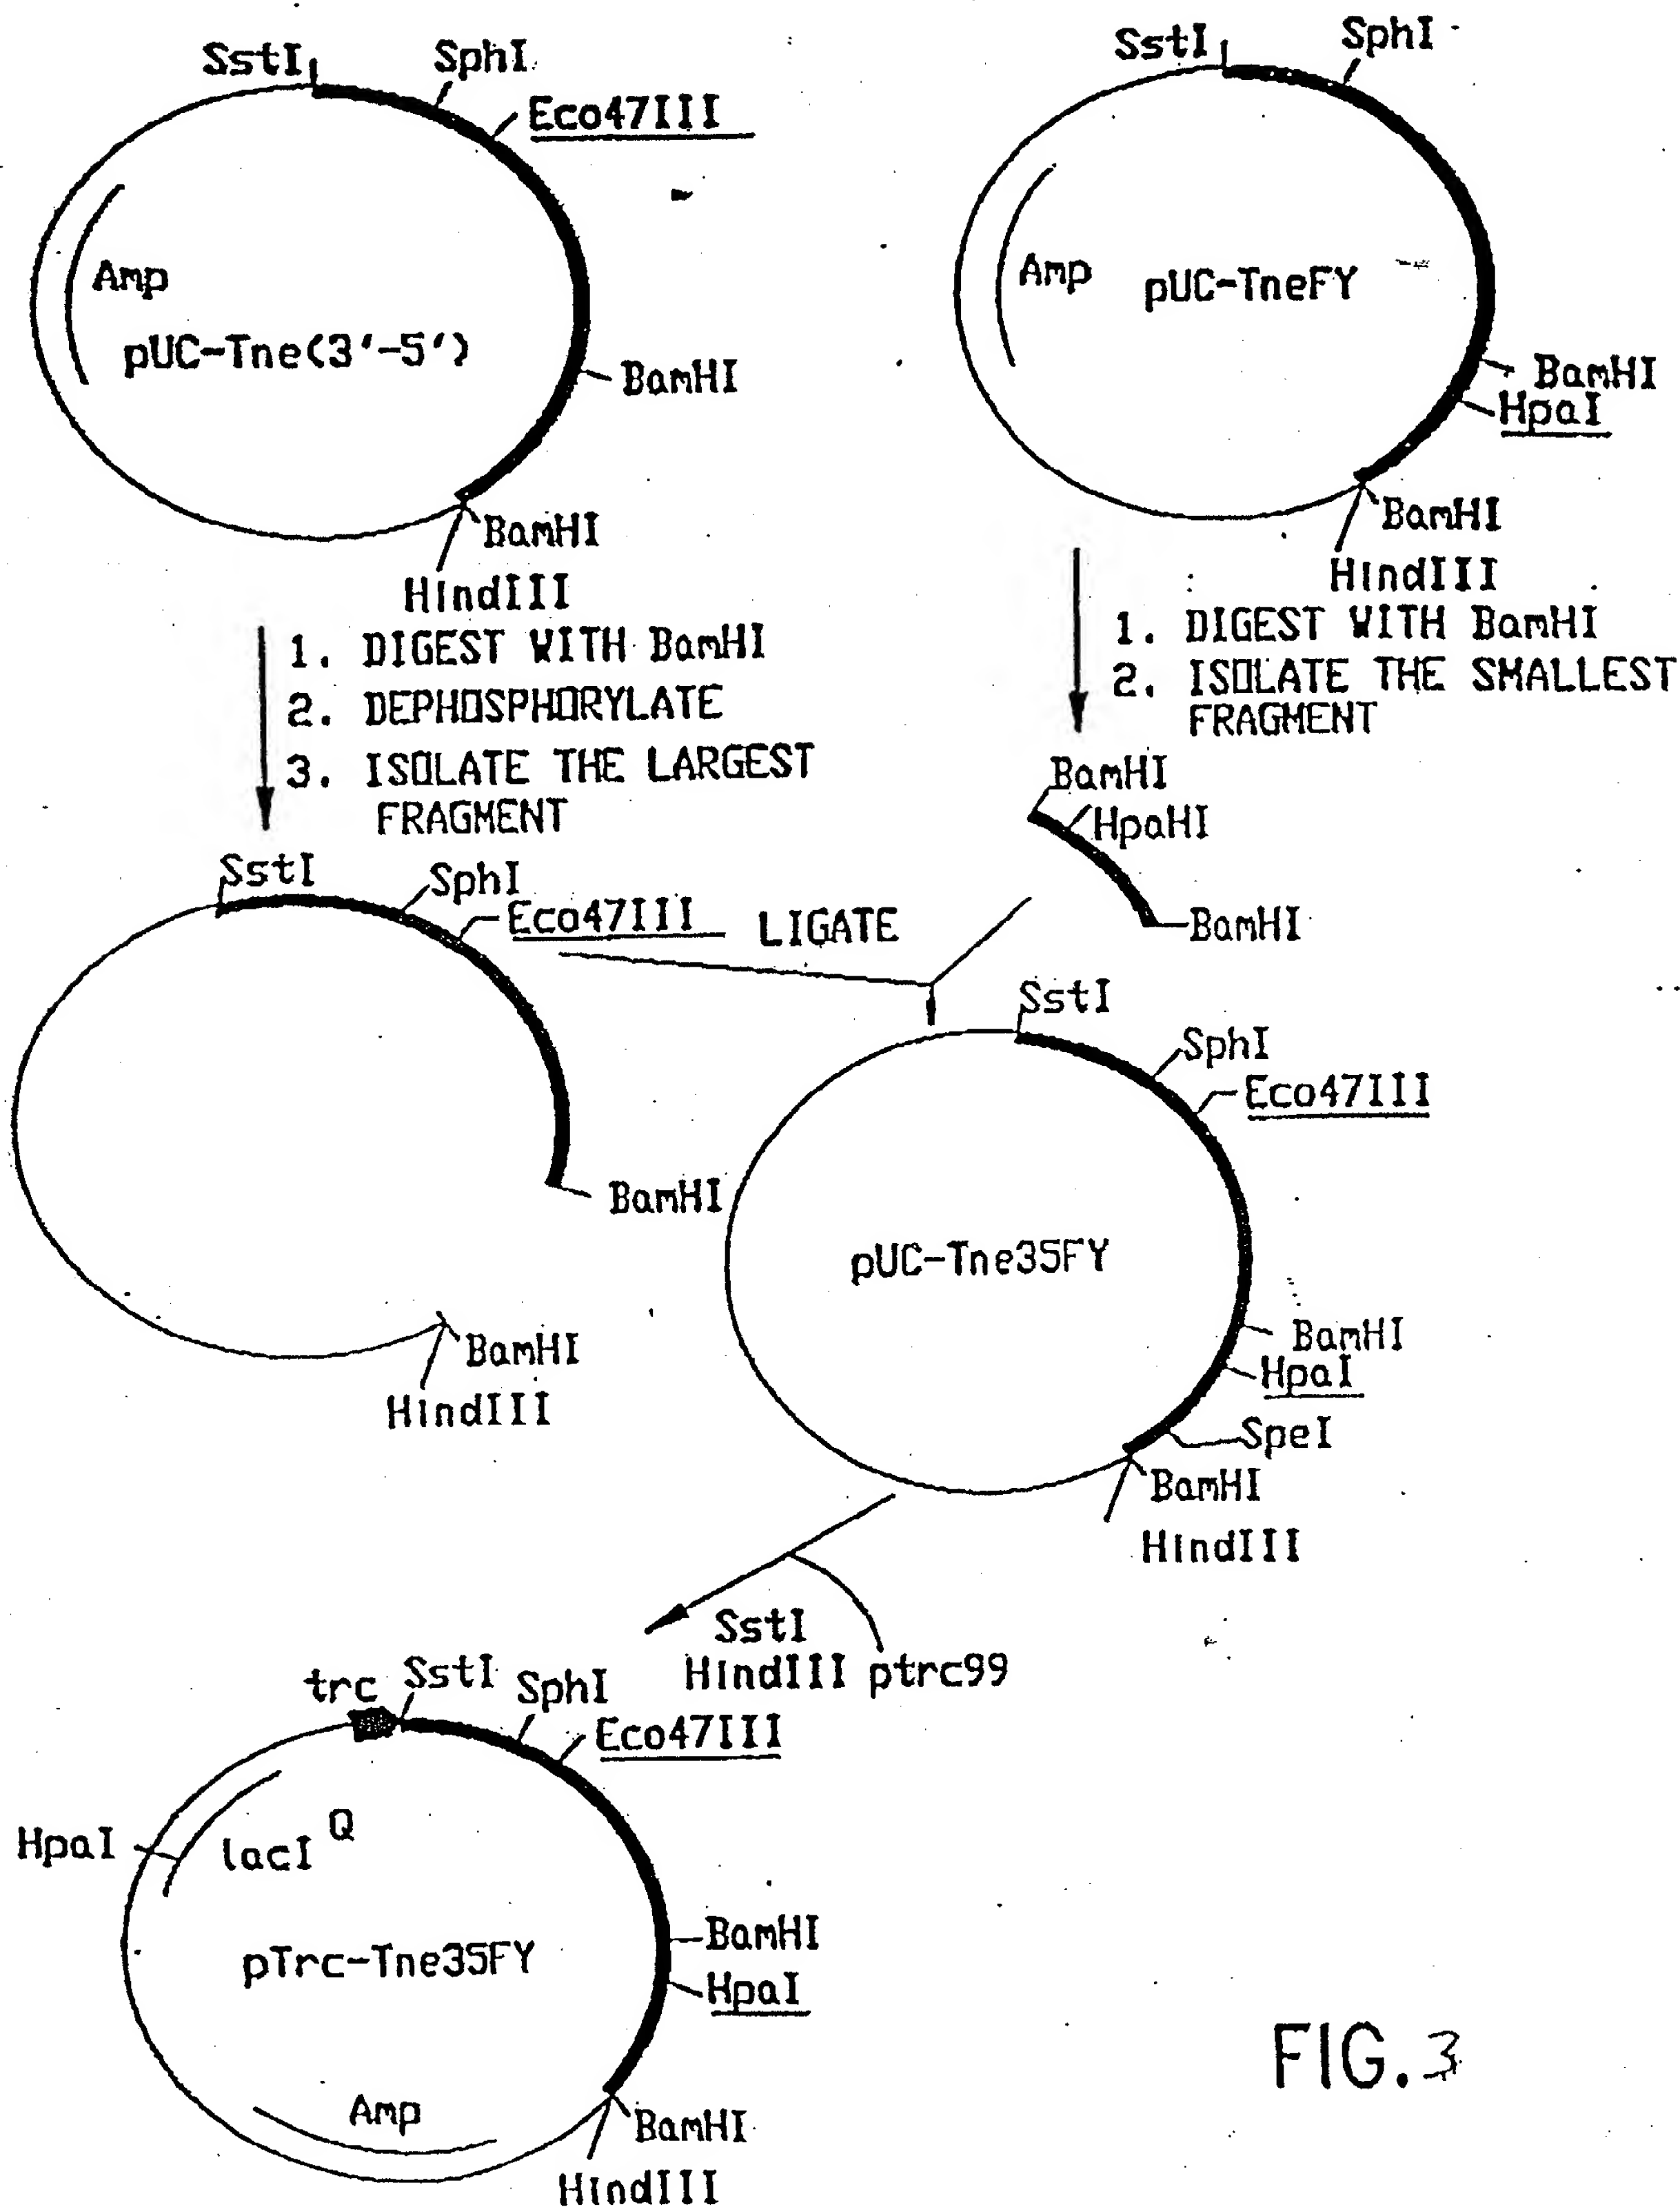 SstI
SphI
Eco47III
Amp
pUC-Tne(3'-5')
BamHI
BamHI
HindIII
1. DIGEST WITH BamHI
2. DEPHOSPHORYLATE
3. ISOLATE THE LARGEST
FRAGMENT
SstI
SphI
Amp
pUC-TneFY
BamHI
HpaI
BamHI
HindIII
1. DIGEST WITH BamHI
2. ISOLATE THE SMALLEST
FRAGMENT
BamHI
HpaHI
BamHI
SstI
SphI
Eco47III
LIGATE
BamHI
BamHI
HindIII
SstI
SphI
Eco47III
pUC-Tne35FY
BamHI
HpaI
SpeI
BamHI
HindIII
SstI
HindIII ptrc99
trc
SstI
SphI
Eco47III
HpaI
lacI Q
pTrc-Tne35FY
BamHI
HpaI
Amp
BamHI
HindIII
FIG. 3